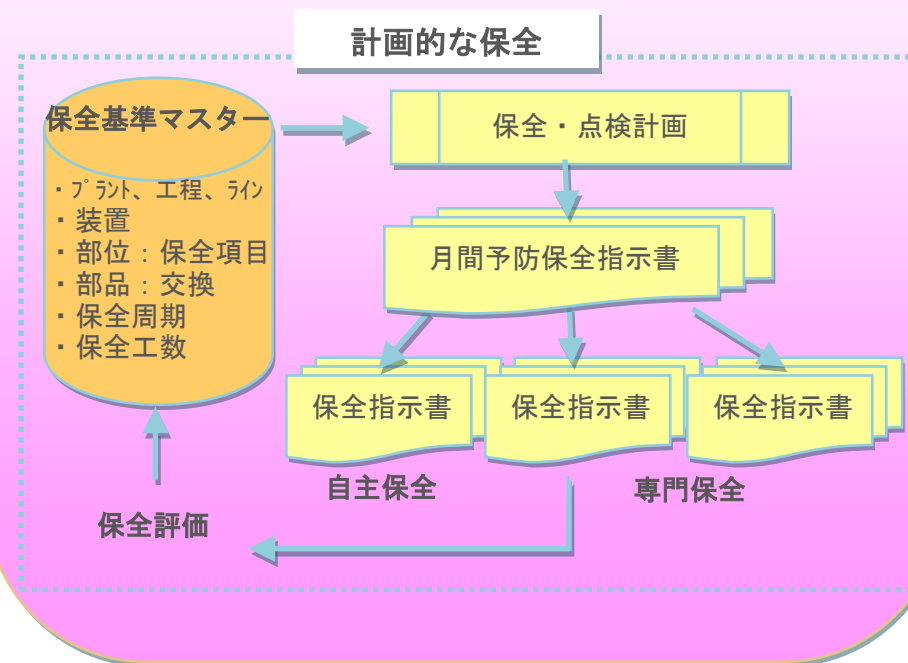 計画的な保全
保全基準マスター
・ﾌﾟﾗﾝﾄ、工程、ﾗｲﾝ
・装置
・部位：保全項目
・部品：交換
・保全周期
・保全工数
保全・点検計画
月間予防保全指示書
保全指示書
保全指示書
保全指示書
自主保全
専門保全
保全評価